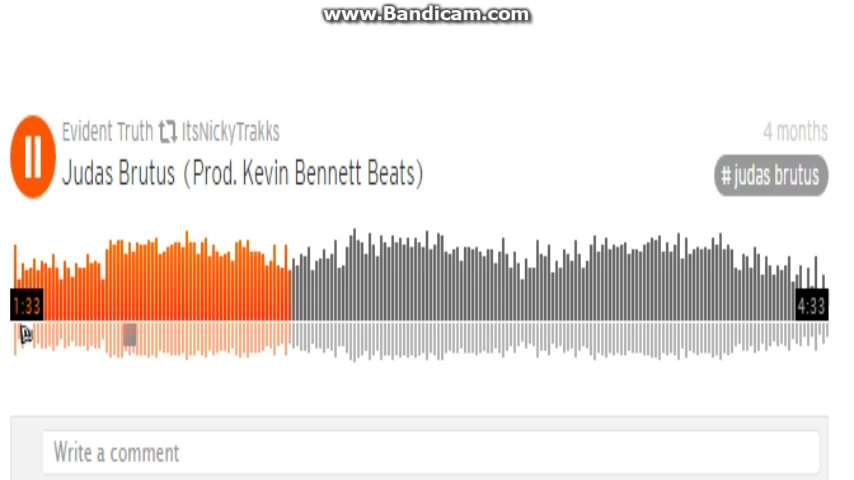 www.Bandicam.com
Evident Truth ItsNickyTrakks
4 months
Judas Brutus (Prod. Kevin Bennett Beats)
# judas brutus
1:33
4:33
Write a comment